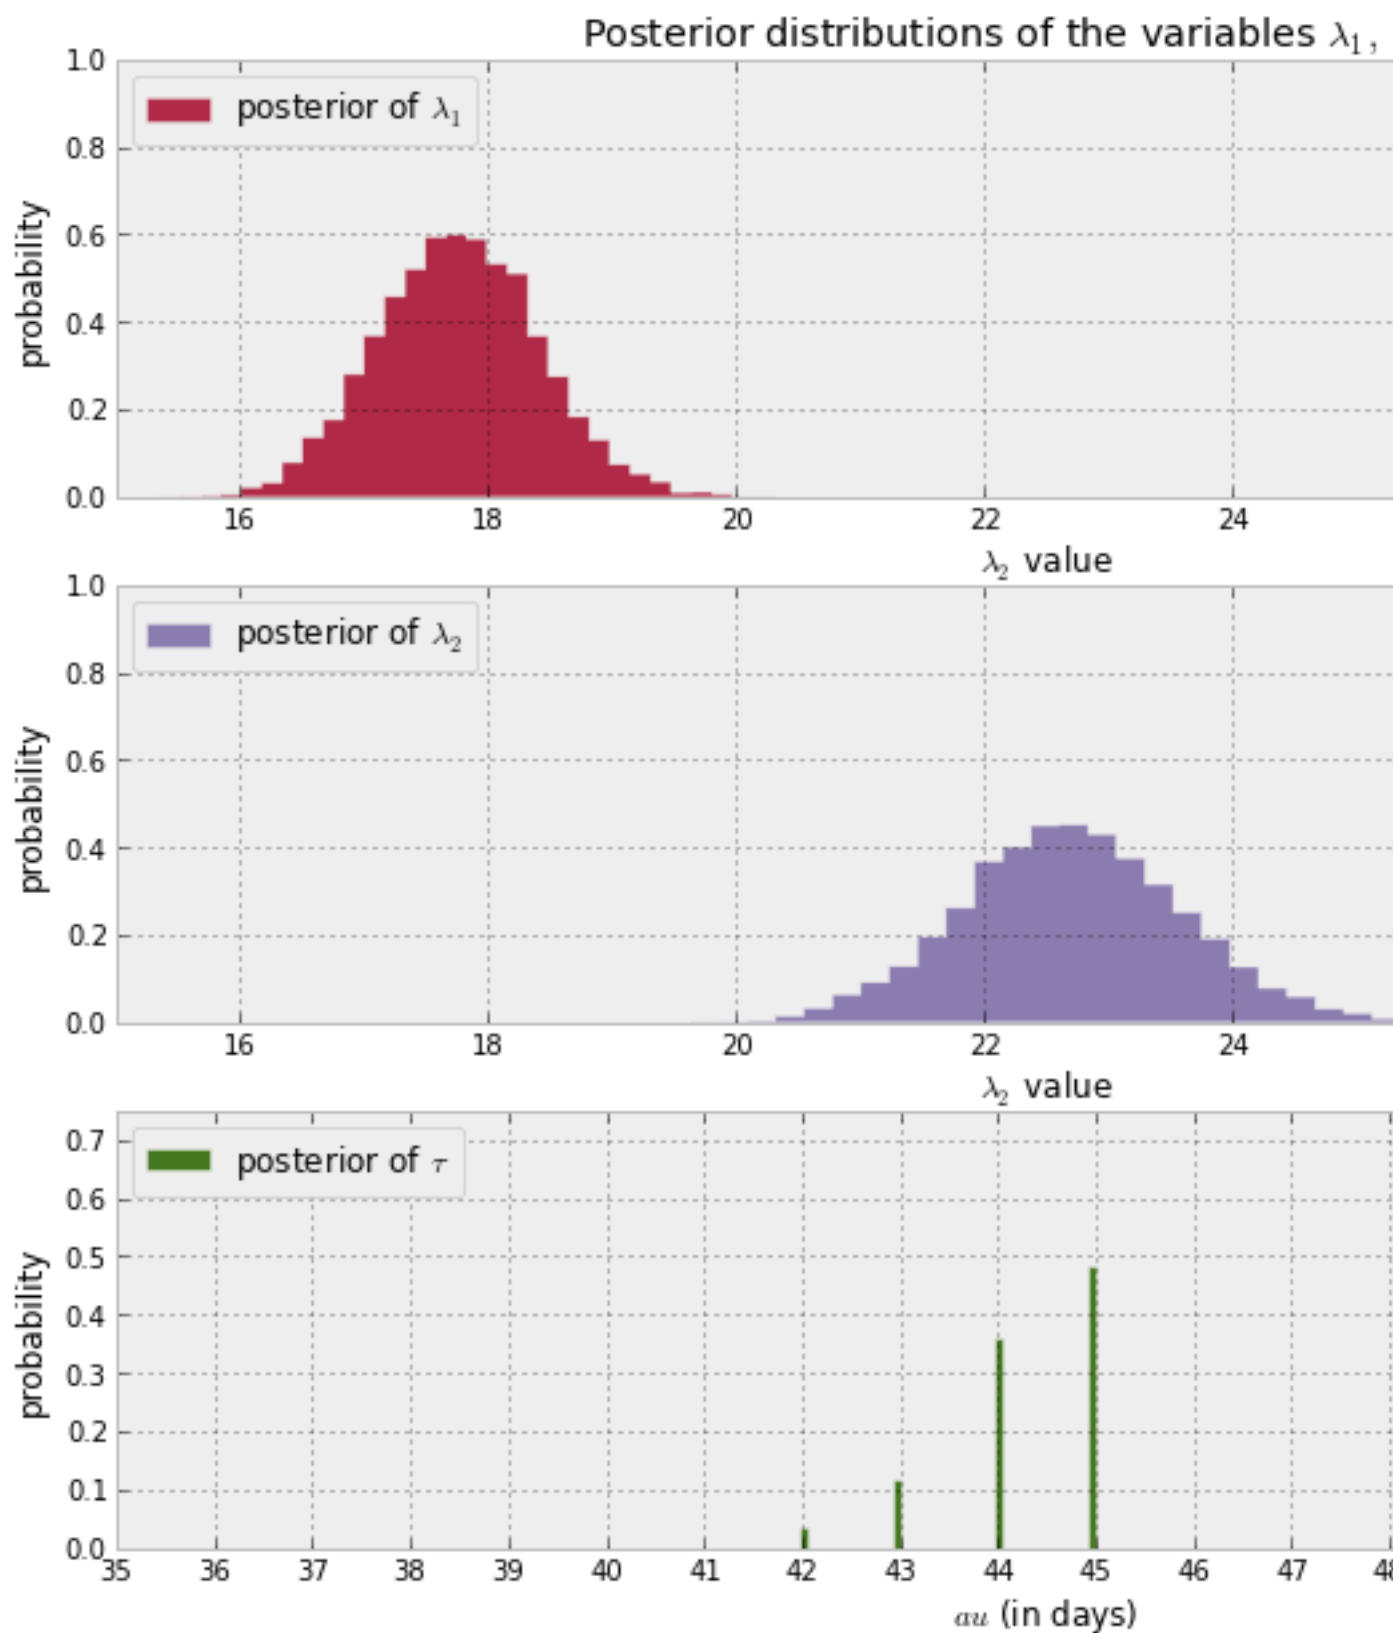 Posterior distributions of the variables λ₁,
1.0
0.8
0.6
0.4
0.2
0.0
probability
posterior of λ₁
16 18 20 22 24
λ₂ value
1.0
0.8
0.6
0.4
0.2
0.0
probability
posterior of λ₂
16 18 20 22 24
λ₂ value
0.7
0.6
0.5
0.4
0.3
0.2
0.1
0.0
probability
posterior of τ
35 36 37 38 39 40 41 42 43 44 45 46 47
au (in days)